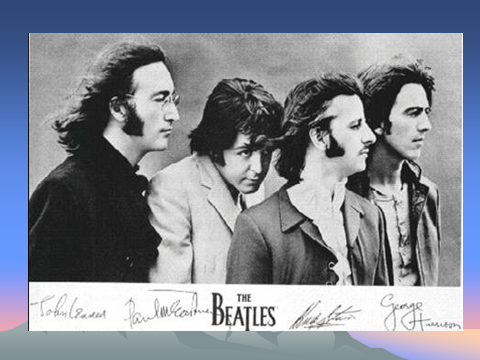 John Lennon Paul McCartney THE BEATLES George Harrison